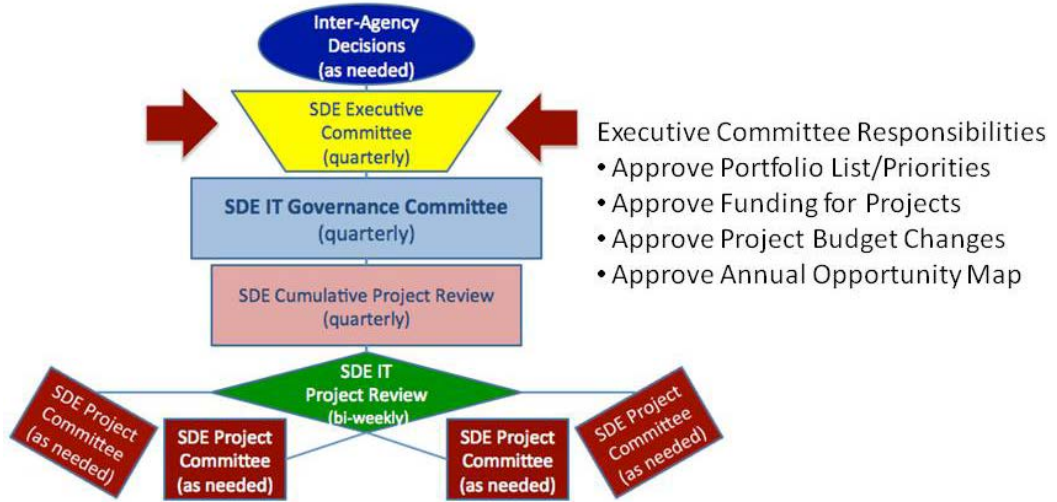 Inter-Agency
Decisions
(as needed)
SDE Executive
Committee
(quarterly)
Executive Committee Responsibilities
• Approve Portfolio List/Priorities
• Approve Funding for Projects
• Approve Project Budget Changes
• Approve Annual Opportunity Map
SDE IT Governance Committee
(quarterly)
SDE Cumulative Project Review
(quarterly)
SDE IT
Project Review
(bi-weekly)
SDE Project
Committee
(as needed)
SDE Project
Committee
(as needed)
SDE Project
Committee
(as needed)
SDE Project
Committee
(as needed)